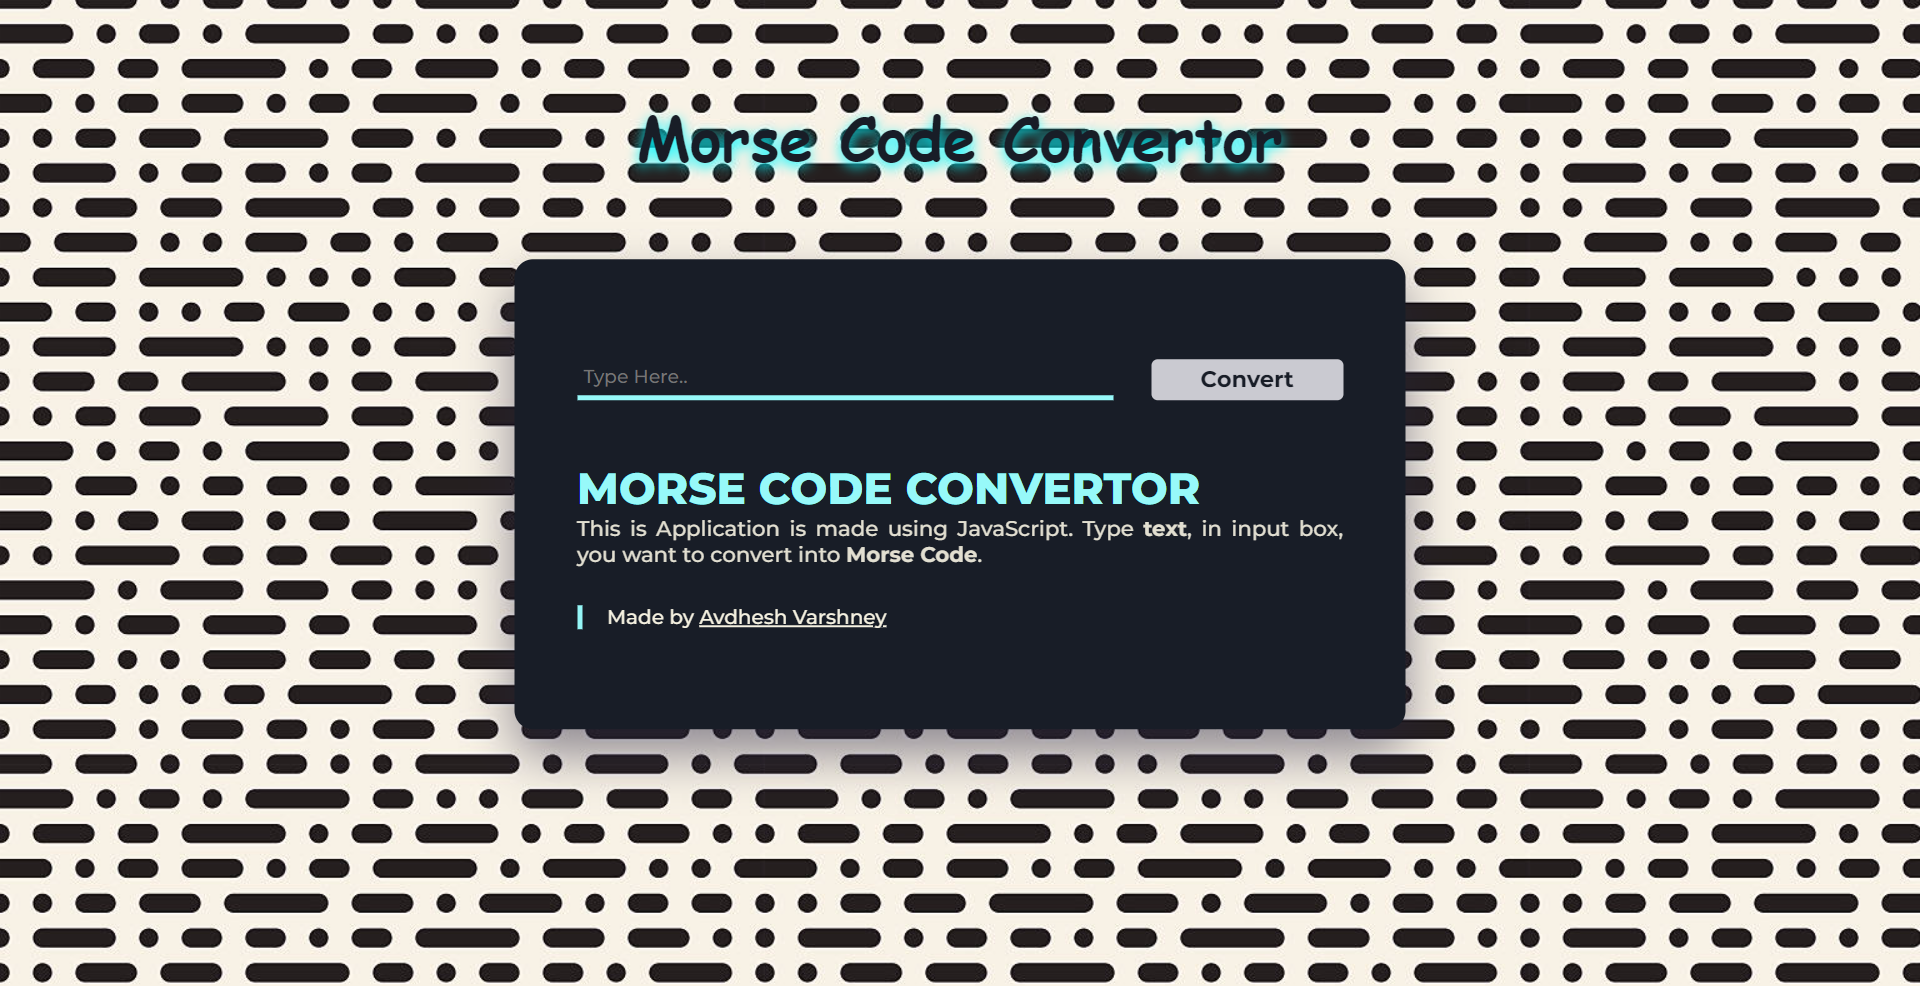 Morse Code Convertor
Type Here..
Convert
MORSE CODE CONVERTOR
This is Application is made using JavaScript. Type text, in input box,
you want to convert into Morse Code.
Made by Avdhesh Varshney